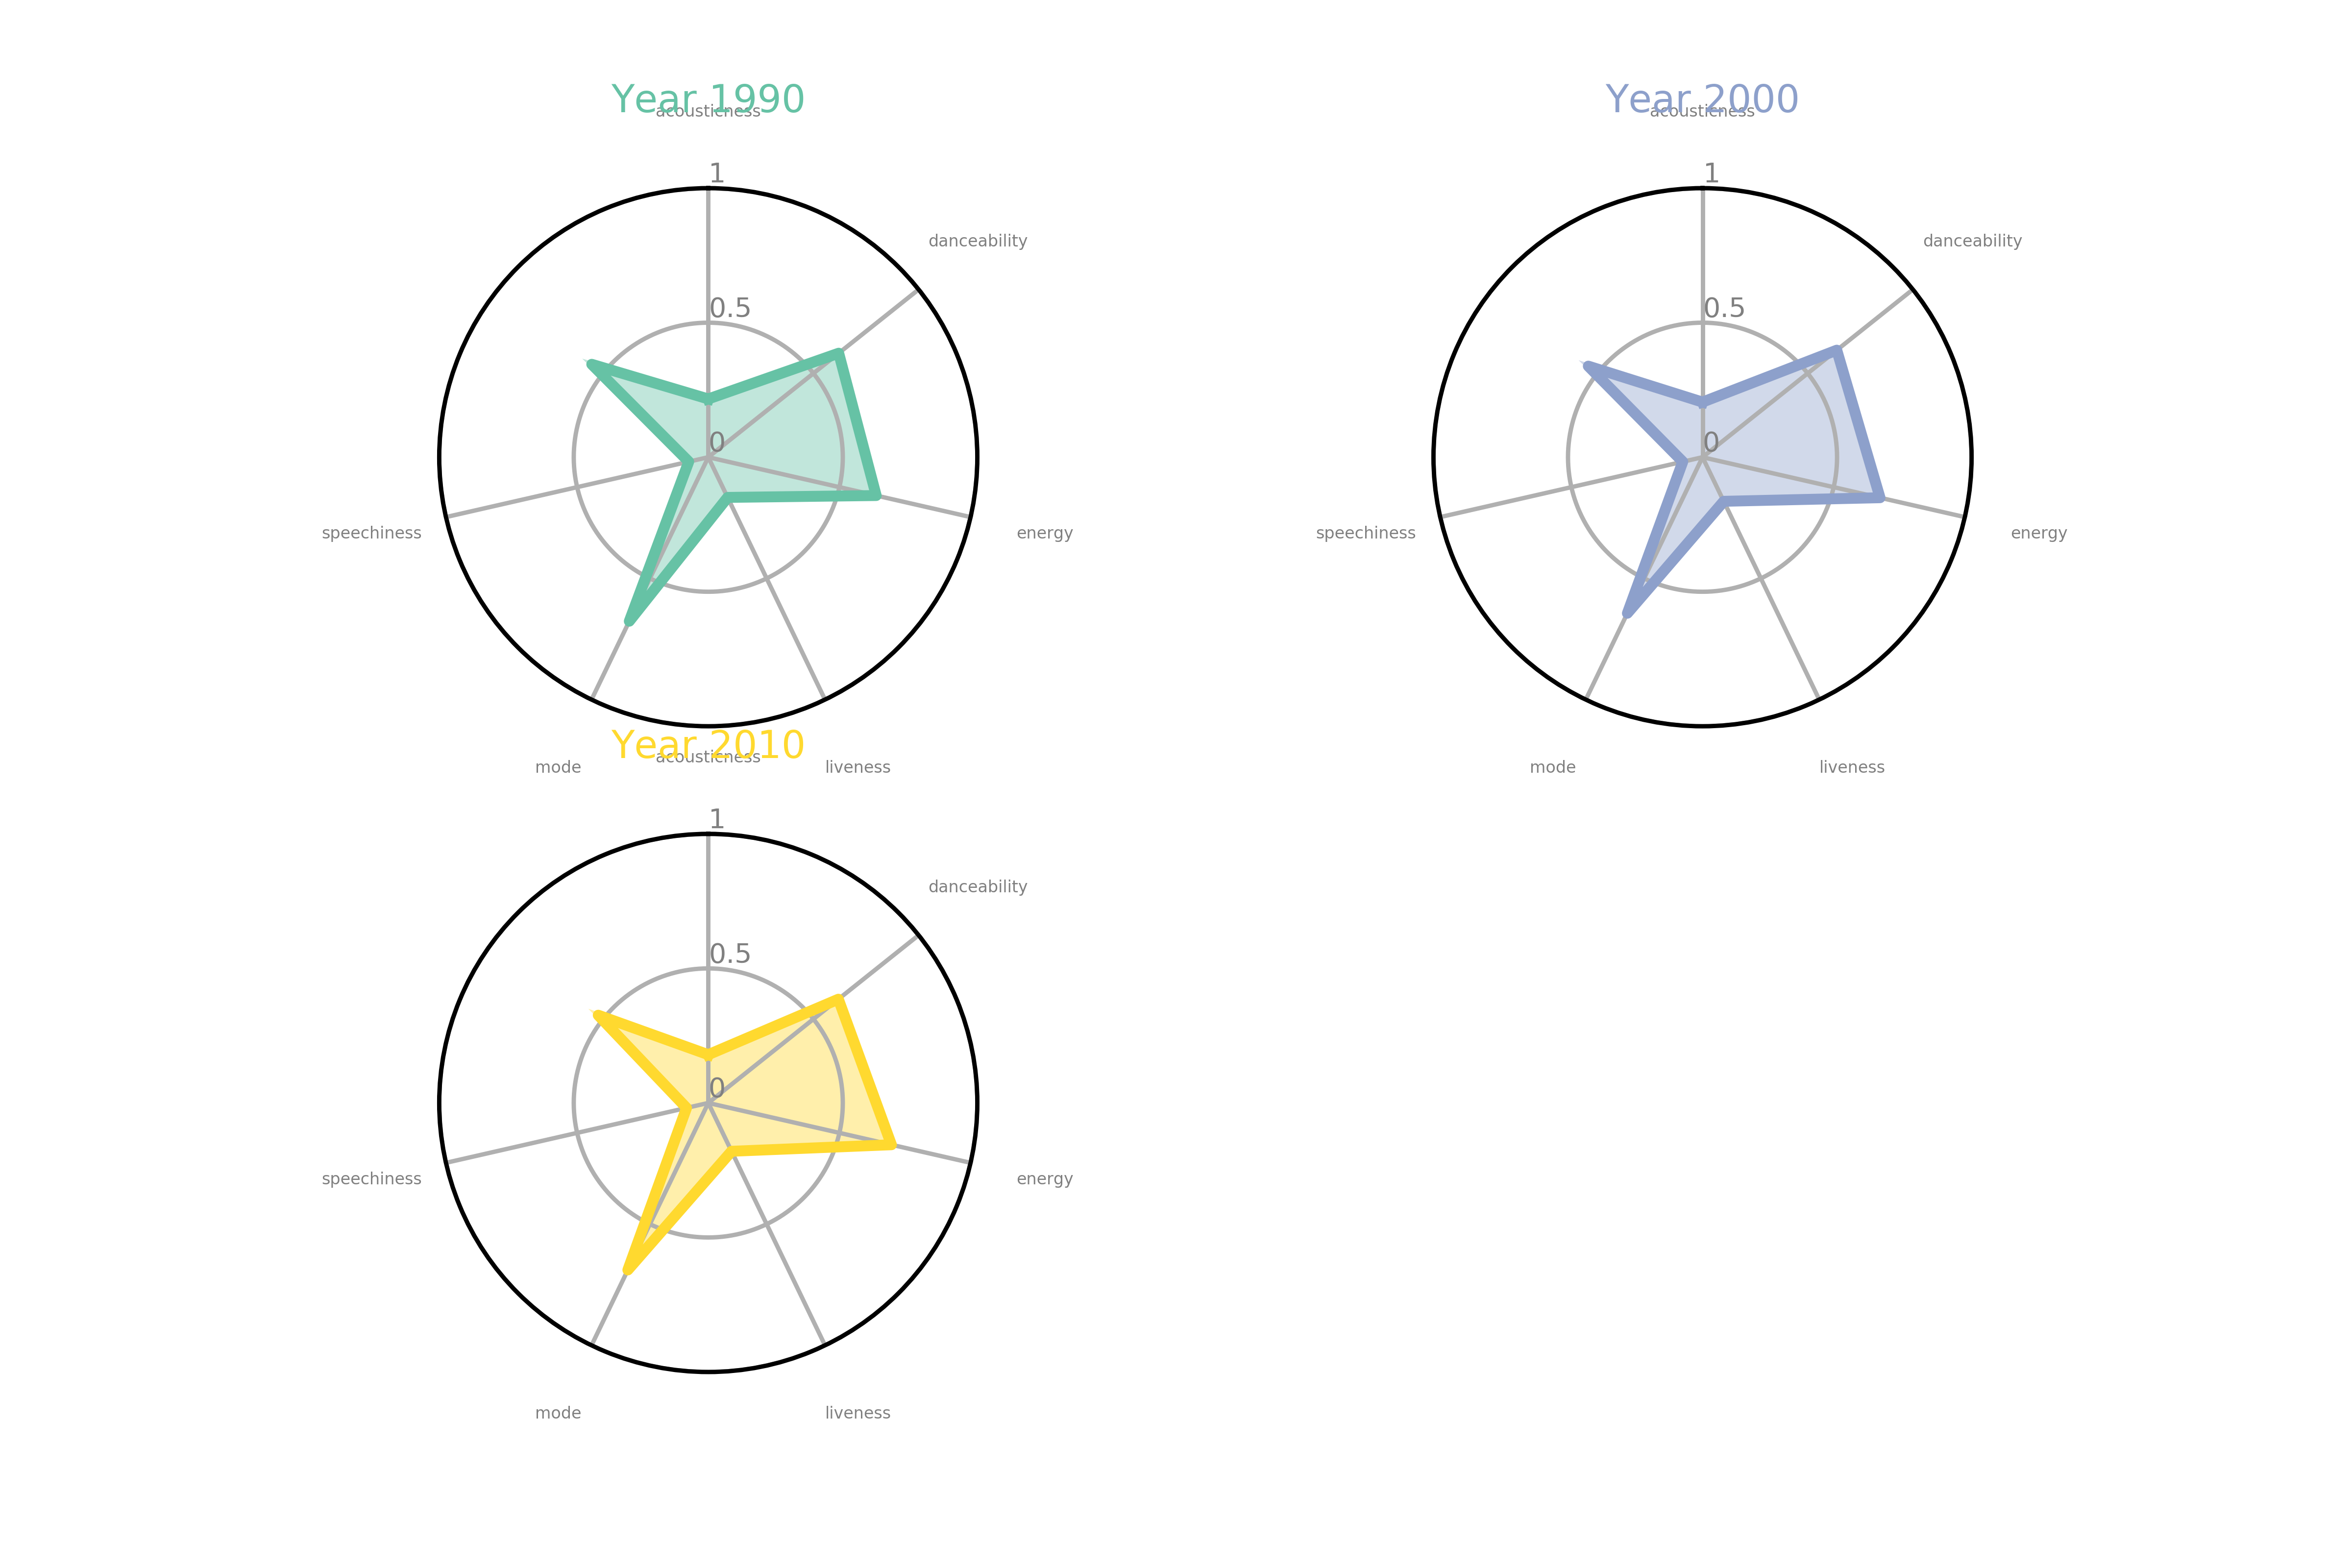 Year 1990
acousticness
1
danceability
0.5
0
speechiness
energy
mode
liveness
Year 2000
acousticness
1
danceability
0.5
0
speechiness
energy
mode
liveness
Year 2010
acousticness
1
danceability
0.5
0
speechiness
energy
mode
liveness